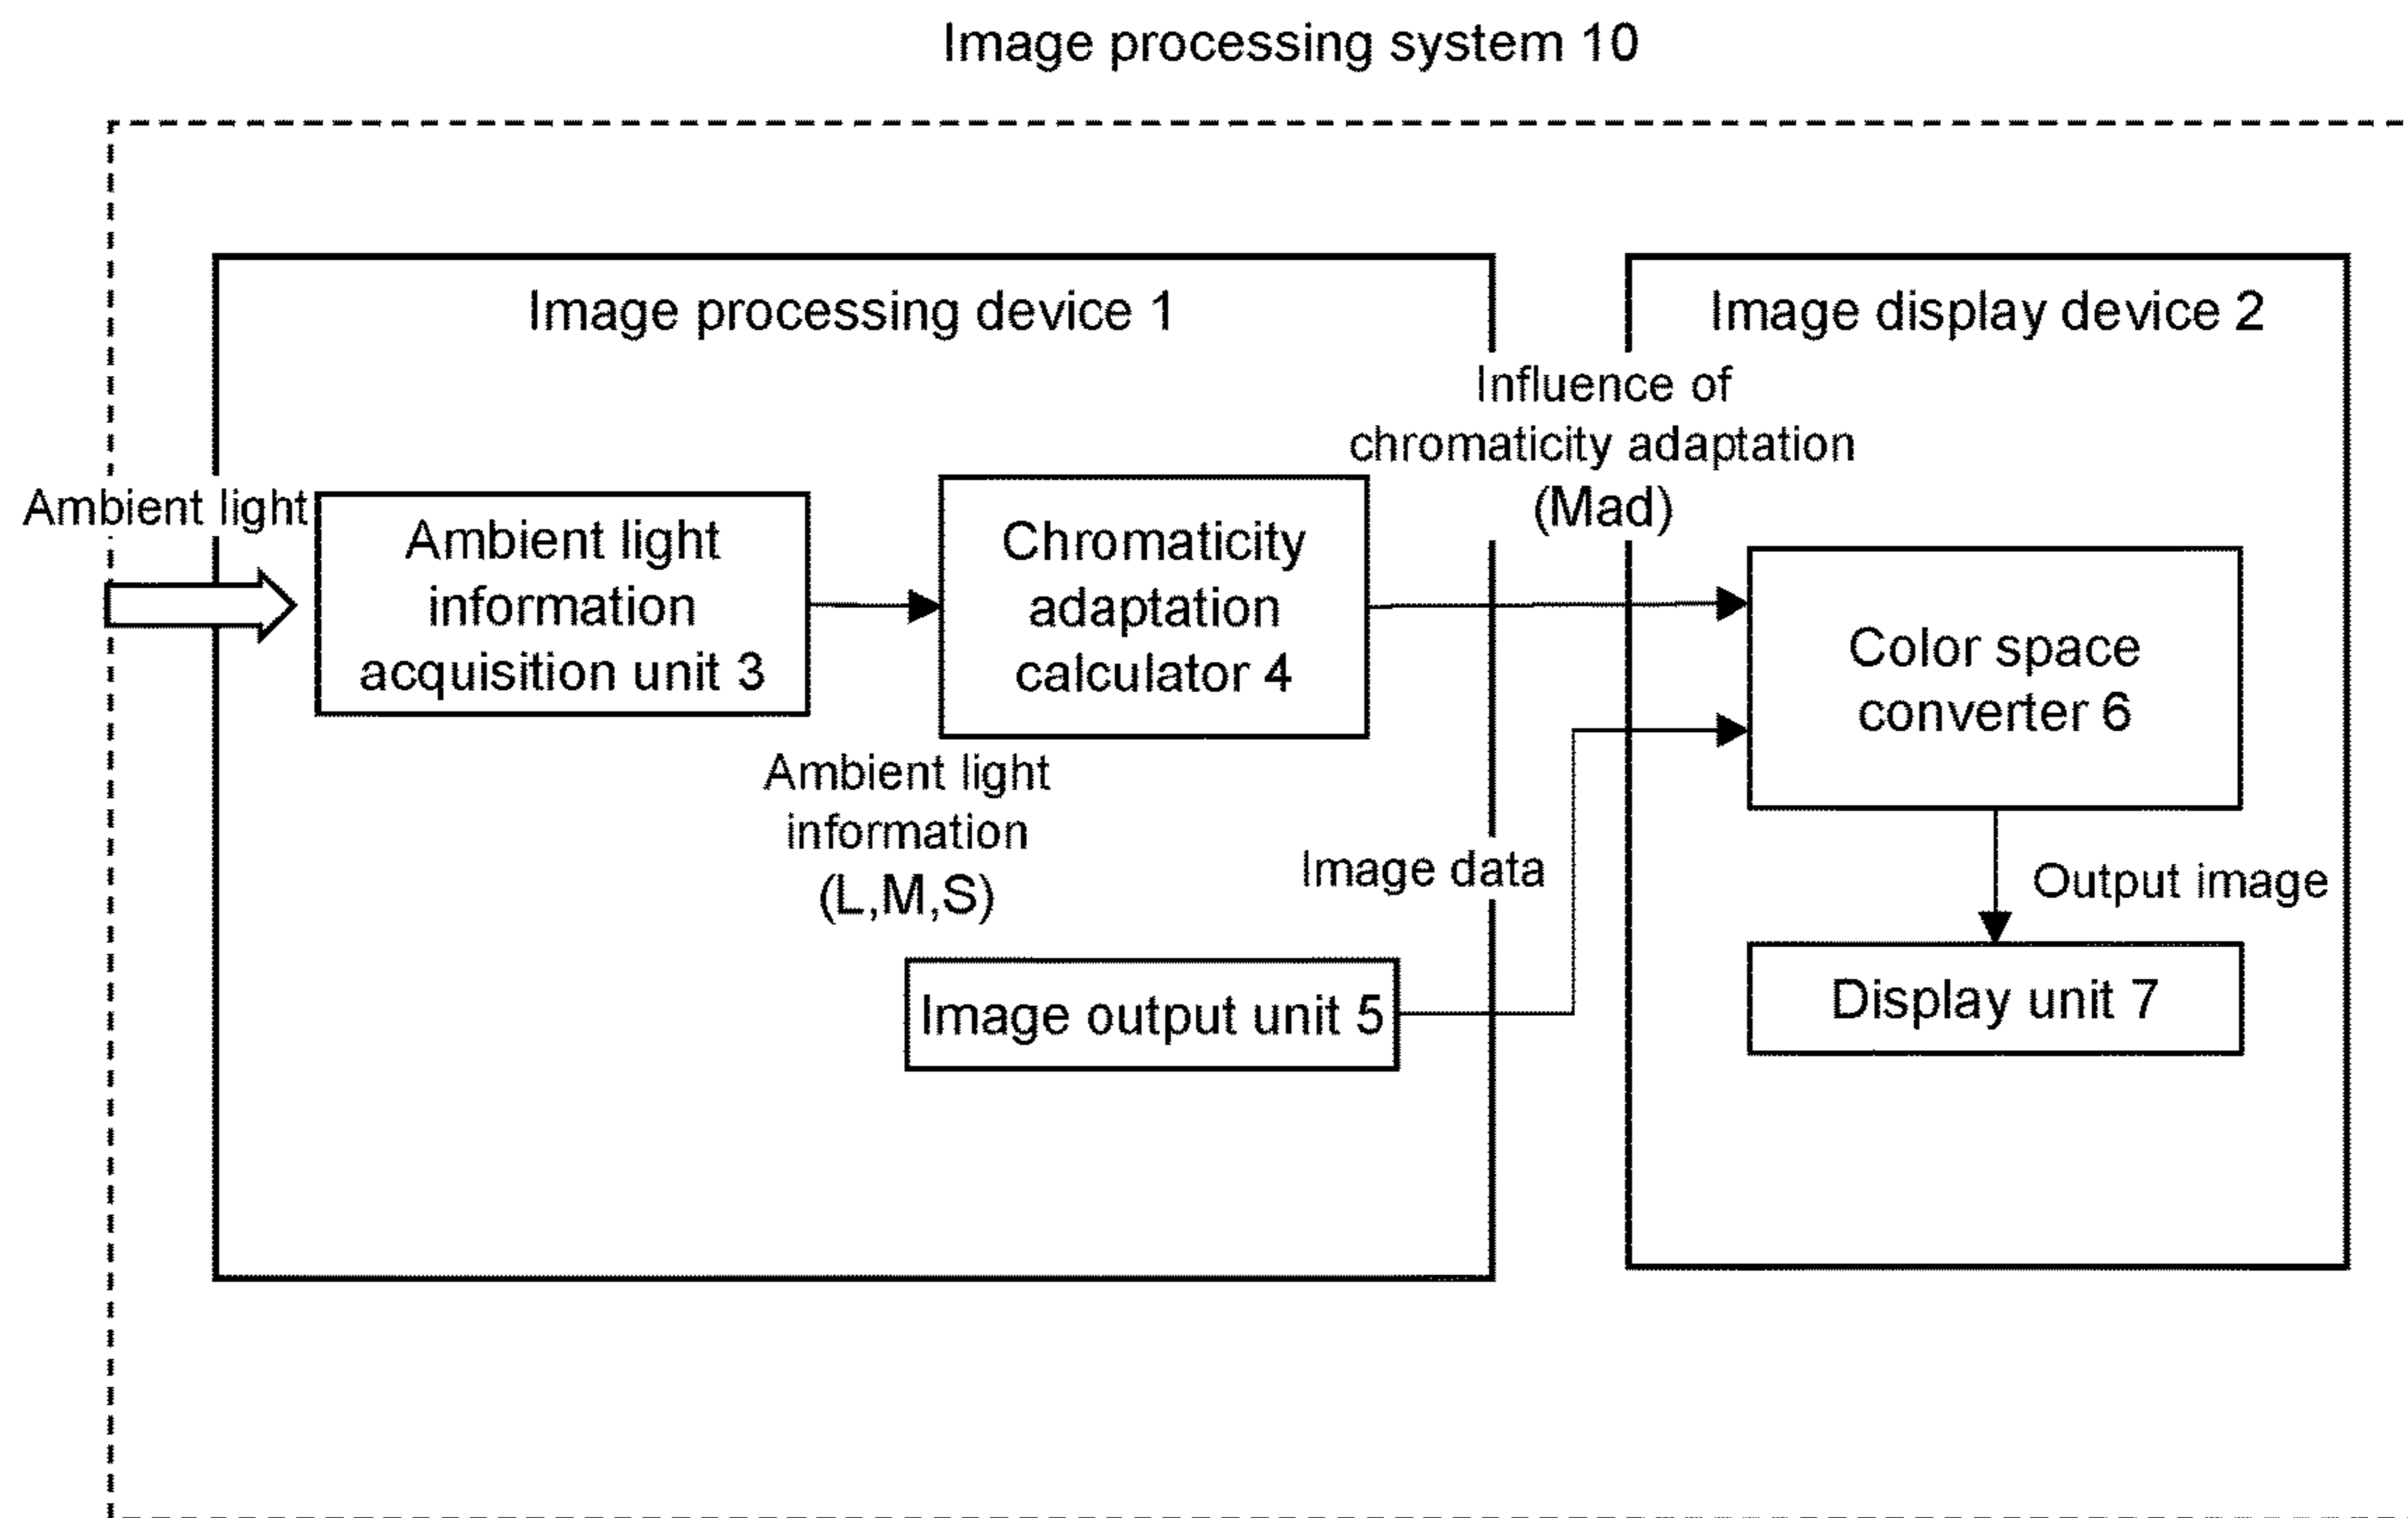 Image processing system 10
Image processing device 1
Image display device 2
Influence of
chromaticity adaptation
(Mad)
Ambient light
Ambient light
information
acquisition unit 3
Chromaticity
adaptation
calculator 4
Color space
converter 6
Ambient light
information
(L,M,S)
Image data
Output image
Image output unit 5
Display unit 7